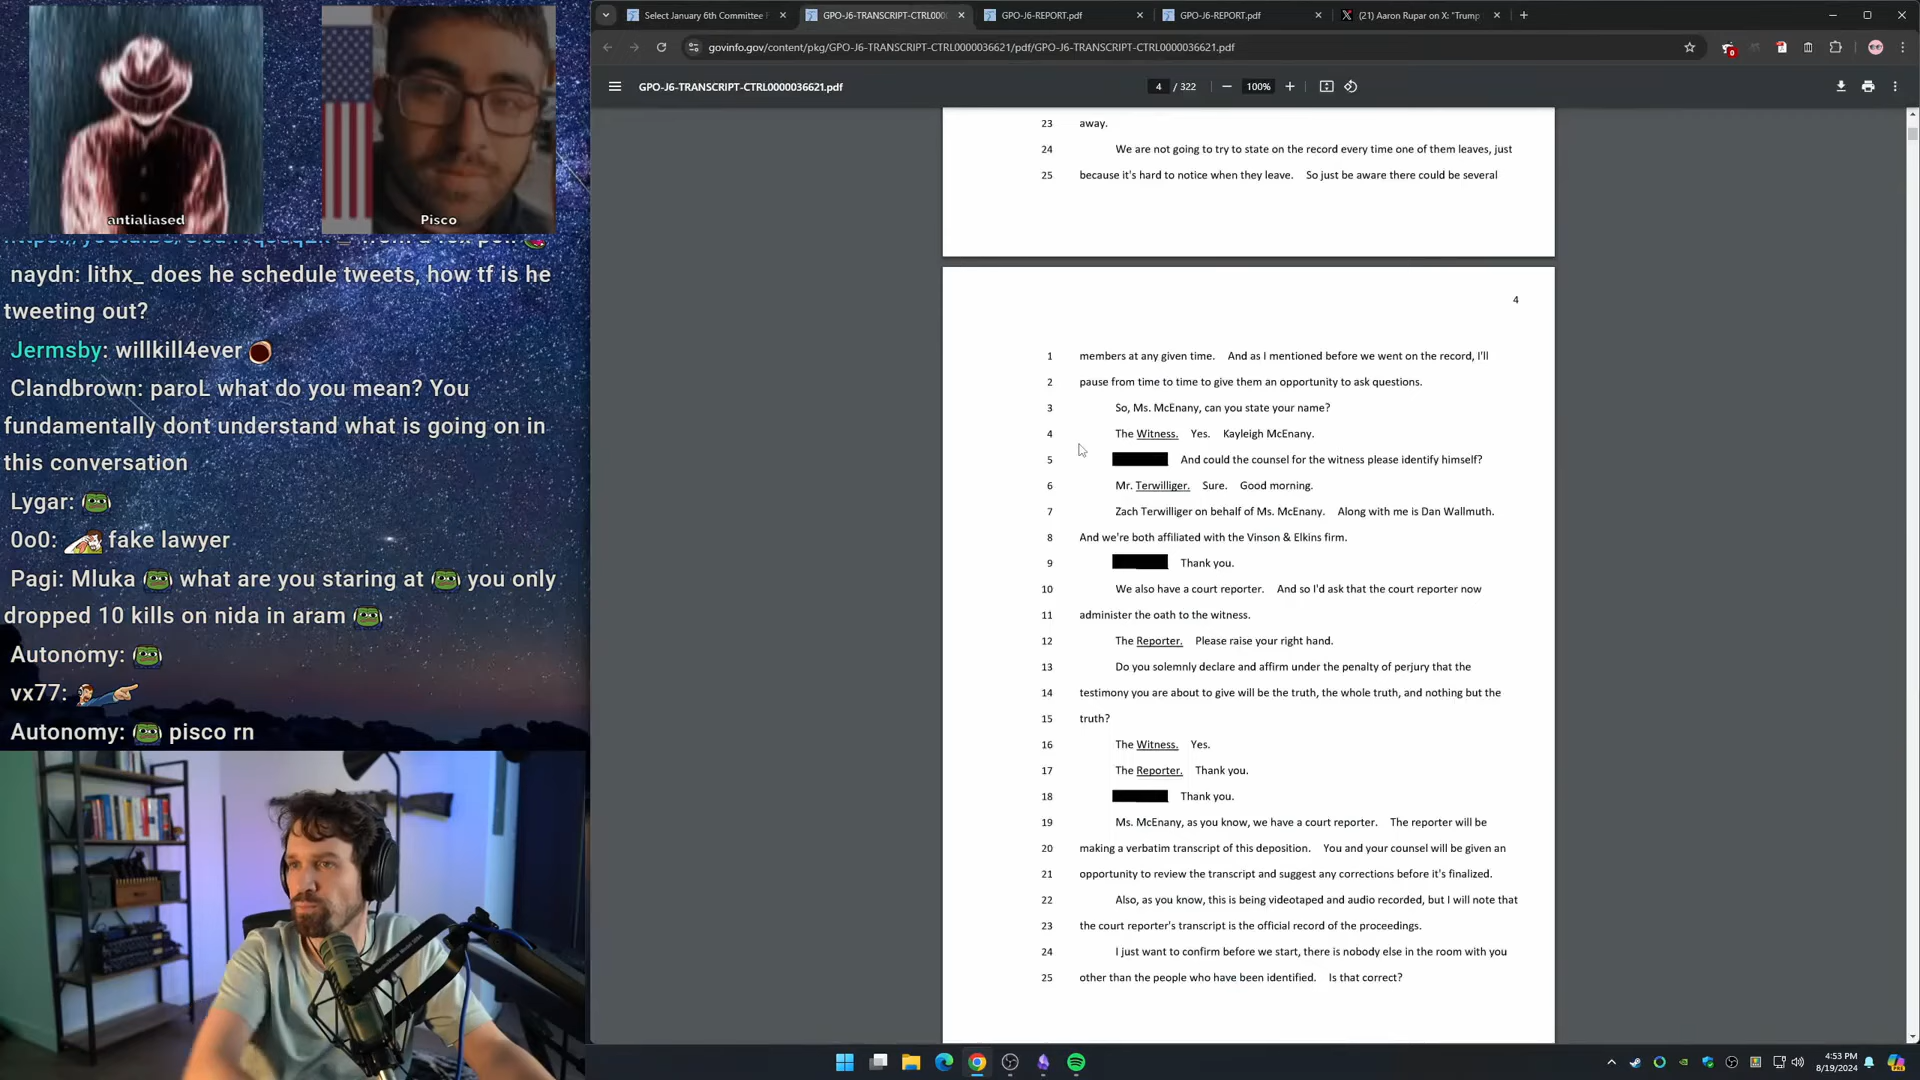 Select January 6th Committee F
GPO-J6-TRANSCRIPT-CTRL0000
GPO-J6-REPORT.pdf
GPO-J6-REPORT.pdf
(21) Aaron Rupar on X: "Trump
govinfo.gov/content/pkg/GPO-J6-TRANSCRIPT-CTRL0000036621/pdf/GPO-J6-TRANSCRIPT-CTRL0000036621.pdf
GPO-J6-TRANSCRIPT-CTRL0000036621.pdf
4 / 322
100%
antialiased
Pisco
naydn: lithx_ does he schedule tweets, how tf is he
tweeting out?
Jermsby: willkill4ever
Clandbrown: paroL what do you mean? You
fundamentally dont understand what is going on in
this conversation
Lygar:
0o0: fake lawyer
Pagi: Mluka what are you staring at you only
dropped 10 kills on nida in aram
Autonomy:
vx77:
Autonomy: pisco rn
23 away.
24 We are not going to try to state on the record every time one of them leaves, just
25 because it's hard to notice when they leave. So just be aware there could be several
4
1 members at any given time. And as I mentioned before we went on the record, I'll
2 pause from time to time to give them an opportunity to ask questions.
3 So, Ms. McEnany, can you state your name?
4 The Witness. Yes. Kayleigh McEnany.
5 And could the counsel for the witness please identify himself?
6 Mr. Terwilliger. Sure. Good morning.
7 Zach Terwilliger on behalf of Ms. McEnany. Along with me is Dan Wallmuth.
8 And we're both affiliated with the Vinson & Elkins firm.
9 Thank you.
10 We also have a court reporter. And so I'd ask that the court reporter now
11 administer the oath to the witness.
12 The Reporter. Please raise your right hand.
13 Do you solemnly declare and affirm under the penalty of perjury that the
14 testimony you are about to give will be the truth, the whole truth, and nothing but the
15 truth?
16 The Witness. Yes.
17 The Reporter. Thank you.
18 Thank you.
19 Ms. McEnany, as you know, we have a court reporter. The reporter will be
20 making a verbatim transcript of this deposition. You and your counsel will be given an
21 opportunity to review the transcript and suggest any corrections before it's finalized.
22 Also, as you know, this is being videotaped and audio recorded, but I will note that
23 the court reporter's transcript is the official record of the proceedings.
24 I just want to confirm before we start, there is nobody else in the room with you
25 other than the people who have been identified. Is that correct?
4:53 PM
8/19/2024